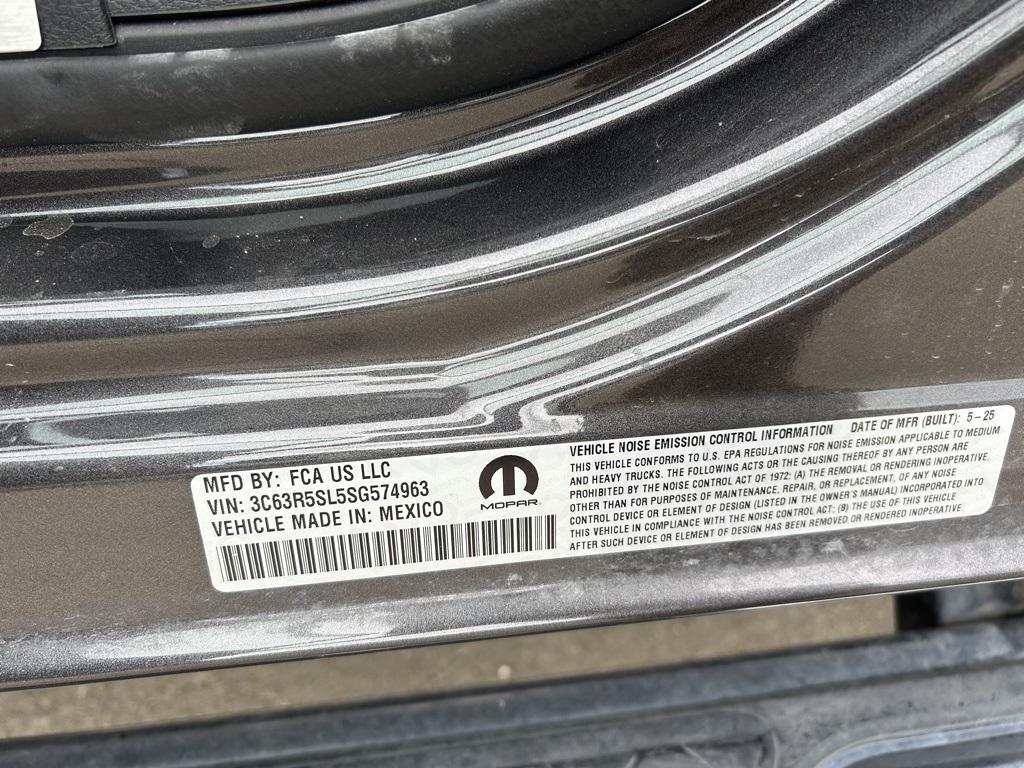 MFD BY: FCA US LLC
VIN: 3C63R5SL5SG574963
VEHICLE MADE IN: MEXICO
MOPAR.
VEHICLE NOISE EMISSION CONTROL INFORMATION DATE OF MFR (BUILT): 5-25
THIS VEHICLE CONFORMS TO U.S. EPA REGULATIONS FOR NOISE EMISSION APPLICABLE TO MEDIUM
AND HEAVY TRUCKS. THE FOLLOWING ACTS OR THE CAUSING THEREOF BY ANY PERSON ARE
PROHIBITED BY THE NOISE CONTROL ACT OF 1972: (A) THE REMOVAL OR RENDERING INOPERATIVE,
OTHER THAN FOR PURPOSES OF MAINTENANCE, REPAIR, OR REPLACEMENT, OF ANY NOISE
CONTROL DEVICE OR ELEMENT OF DESIGN (LISTED IN THE OWNER'S MANUAL) INCORPORATED INTO
THIS VEHICLE IN COMPLIANCE WITH THE NOISE CONTROL ACT: (B) THE USE OF THIS VEHICLE
AFTER SUCH DEVICE OR ELEMENT OF DESIGN HAS BEEN REMOVED OR RENDERED INOPERATIVE.